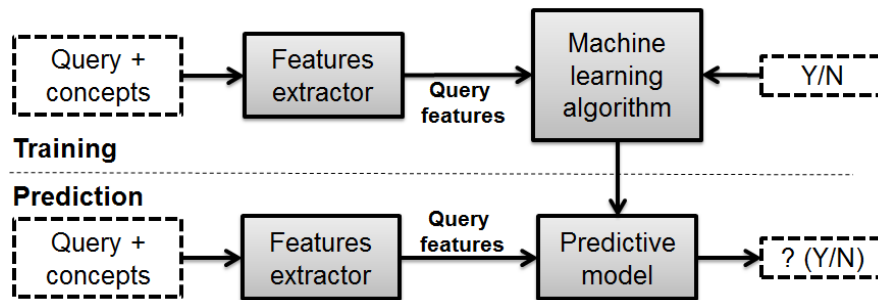 Query +
concepts
Features
extractor
Query
features
Machine
learning
algorithm
Y/N
Training
Prediction
Query +
concepts
Features
extractor
Query
features
Predictive
model
? (Y/N)